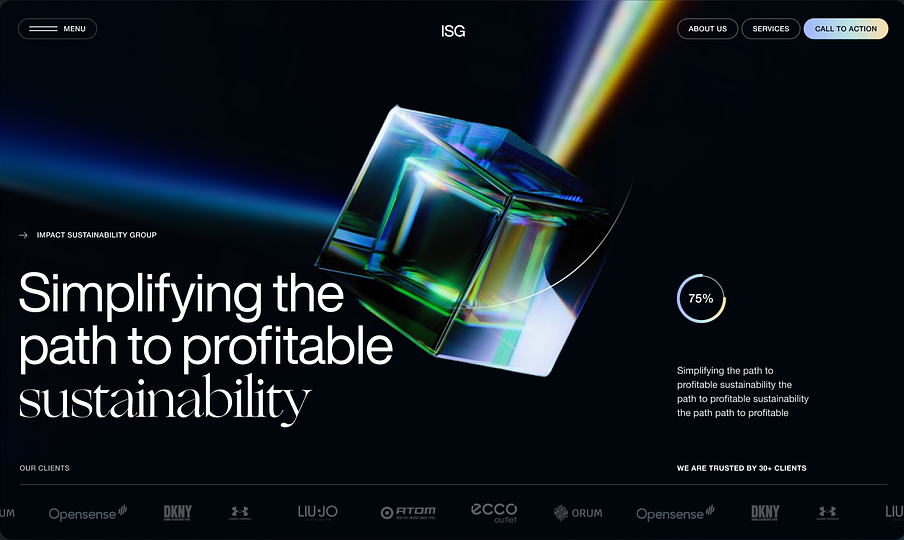 MENU
ISG
ABOUT US
SERVICES
CALL TO ACTION
IMPACT SUSTAINABILITY GROUP
Simplifying the
path to profitable
sustainability
75%
Simplifying the path to
profitable sustainability the
path to profitable sustainability
the path path to profitable
OUR CLIENTS
WE ARE TRUSTED BY 30+ CLIENTS
UM
Opensense
DKNY
LIU·JO
ATOM
ecco
outlet
ORUM
Opensense
DKNY
LIU